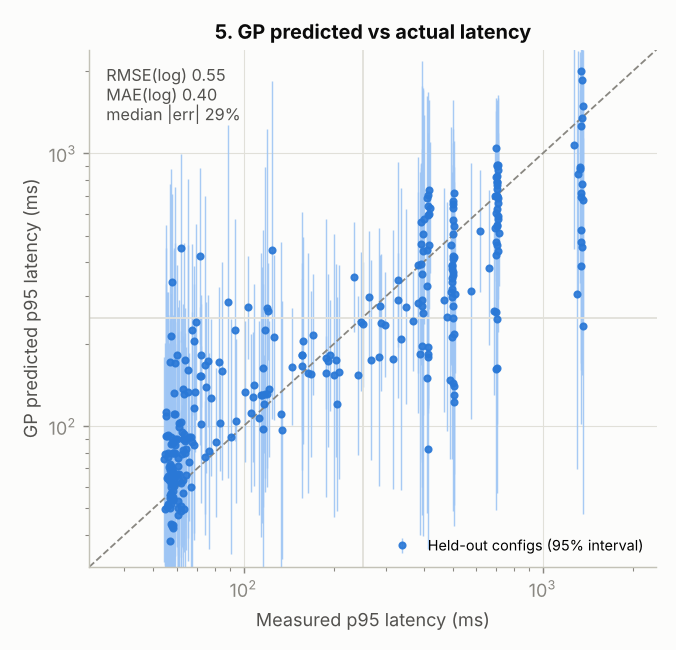 5. GP predicted vs actual latency
RMSE(log) 0.55
MAE(log) 0.40
median |err| 29%
10³
10²
GP predicted p95 latency (ms)
Held-out configs (95% interval)
10² 10³
Measured p95 latency (ms)